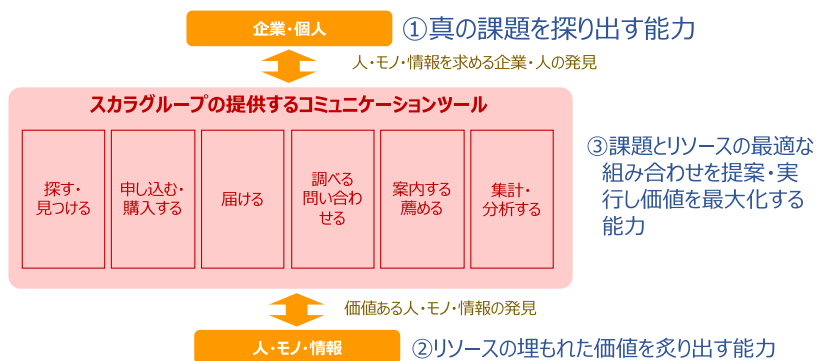 企業・個人
①真の課題を探り出す能力
人・モノ・情報を求める企業・人の発見
スカラグループの提供するコミュニケーションツール
探す・
見つける
申し込む・
購入する
届ける
調べる
問い合わ
せる
案内する
薦める
集計・
分析する
③課題とリソースの最適な
組み合わせを提案・実
行し価値を最大化する
能力
価値ある人・モノ・情報の発見
人・モノ・情報
②リソースの埋もれた価値を炙り出す能力